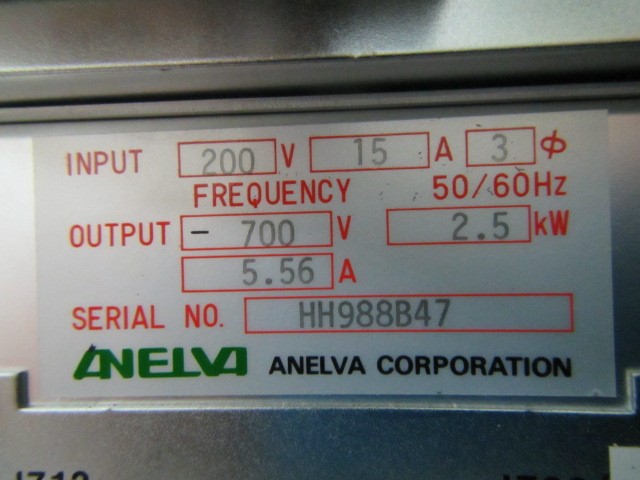 INPUT 200 V 15 A 3 Φ
FREQUENCY 50/60Hz
OUTPUT - 700 V 2.5 kW
5.56 A
SERIAL NO. HH988B47
ANELVA ANELVA CORPORATION